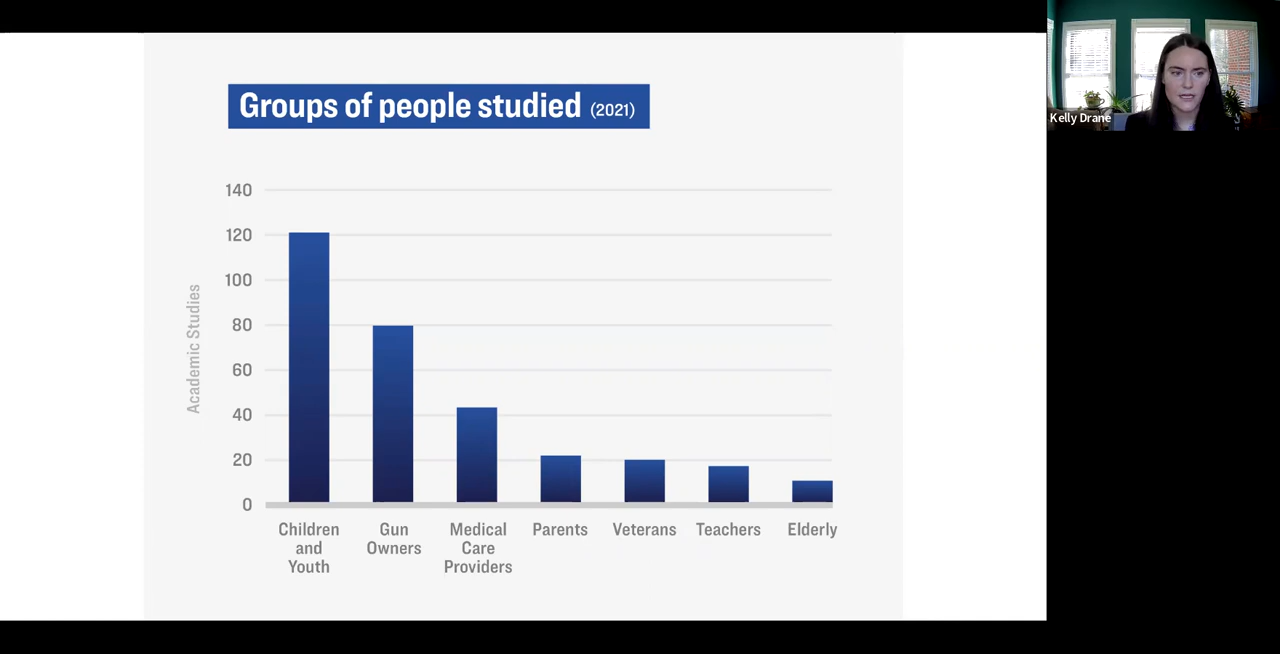 Groups of people studied (2021)
140
120
100
80
60
40
20
0
Academic Studies
Children
and
Youth
Gun
Owners
Medical
Care
Providers
Parents
Veterans
Teachers
Elderly
Kelly Drane